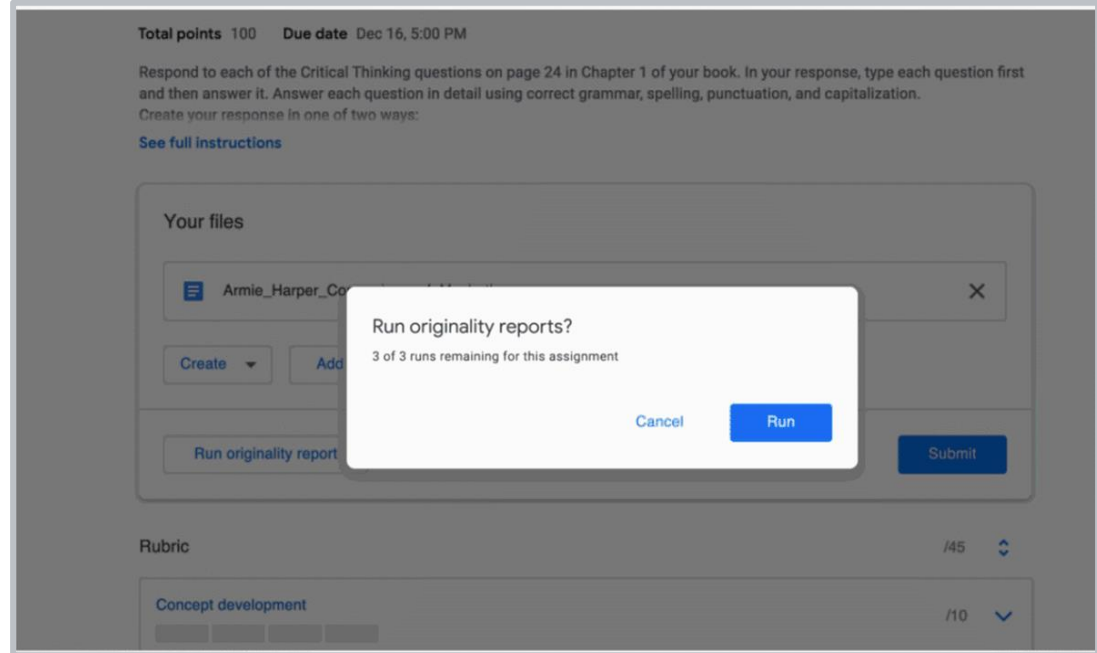 Total points 100 Due date Dec 16, 5:00 PM
Respond to each of the Critical Thinking questions on page 24 in Chapter 1 of your book. In your response, type each question first
and then answer it. Answer each question in detail using correct grammar, spelling, punctuation, and capitalization.
Create your response in one of two ways:
See full instructions
Your files
Armie_Harper_Co
Run originality reports?
3 of 3 runs remaining for this assignment
Create
Add
Cancel
Run
Run originality report
Submit
Rubric
/45
Concept development
/10